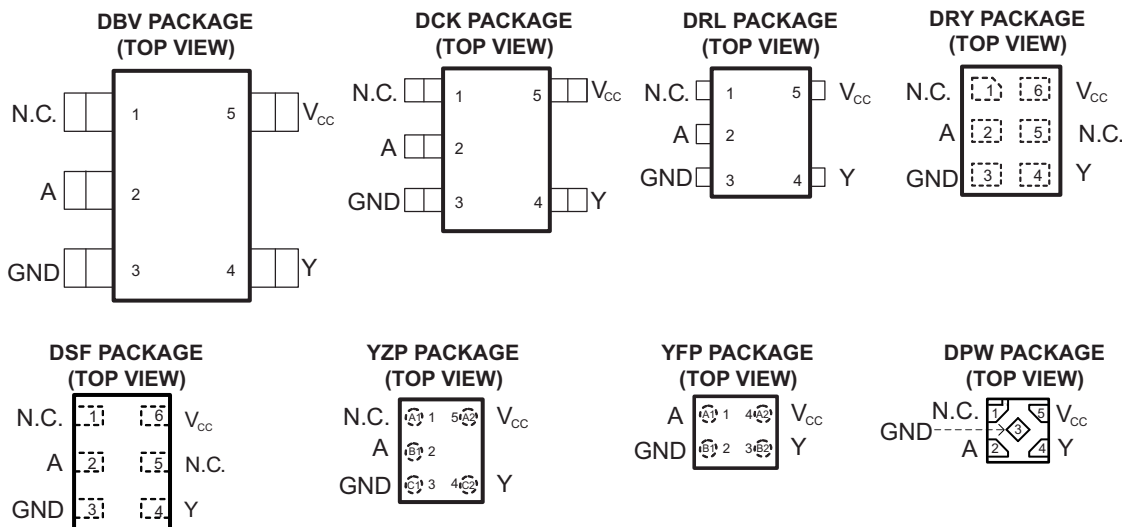 DBV PACKAGE
(TOP VIEW)
N.C. 1 5 VCC
A 2
GND 3 4 Y
DCK PACKAGE
(TOP VIEW)
N.C. 1 5 VCC
A 2
GND 3 4 Y
DRL PACKAGE
(TOP VIEW)
N.C. 1 5 VCC
A 2
GND 3 4 Y
DRY PACKAGE
(TOP VIEW)
N.C. 1 6 VCC
A 2 5 N.C.
GND 3 4 Y
DSF PACKAGE
(TOP VIEW)
N.C. 1 6 VCC
A 2 5 N.C.
GND 3 4 Y
YZP PACKAGE
(TOP VIEW)
N.C. A1 1 5 A2 VCC
A B1 2
GND C1 3 4 C2 Y
YFP PACKAGE
(TOP VIEW)
A A1 1 4 A2 VCC
GND B1 2 3 B2 Y
DPW PACKAGE
(TOP VIEW)
N.C. 1 5 VCC
GND 3
A 2 4 Y